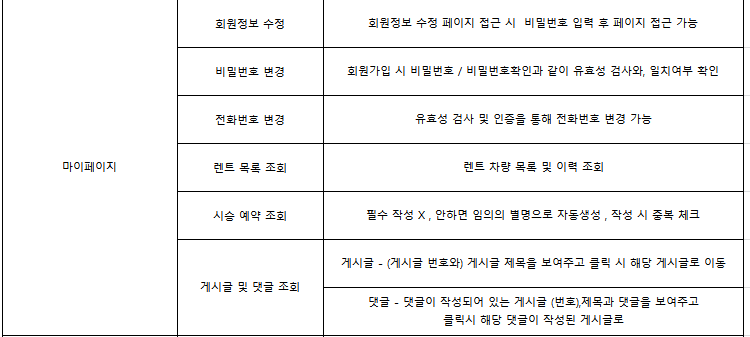 회원정보 수정
회원정보 수정 페이지 접근 시 비밀번호 입력 후 페이지 접근 가능
비밀번호 변경
회원가입 시 비밀번호 / 비밀번호확인과 같이 유효성 검사와, 일치여부 확인
전화번호 변경
유효성 검사 및 인증을 통해 전화번호 변경 가능
마이페이지
렌트 목록 조회
렌트 차량 목록 및 이력 조회
시승 예약 조회
필수 작성 X , 안하면 임의의 별명으로 자동생성 , 작성 시 중복 체크
게시글 및 댓글 조회
게시글 - (게시글 번호와) 게시글 제목을 보여주고 클릭 시 해당 게시글로 이동
댓글 - 댓글이 작성되어 있는 게시글 (번호),제목과 댓글을 보여주고
클릭시 해당 댓글이 작성된 게시글로